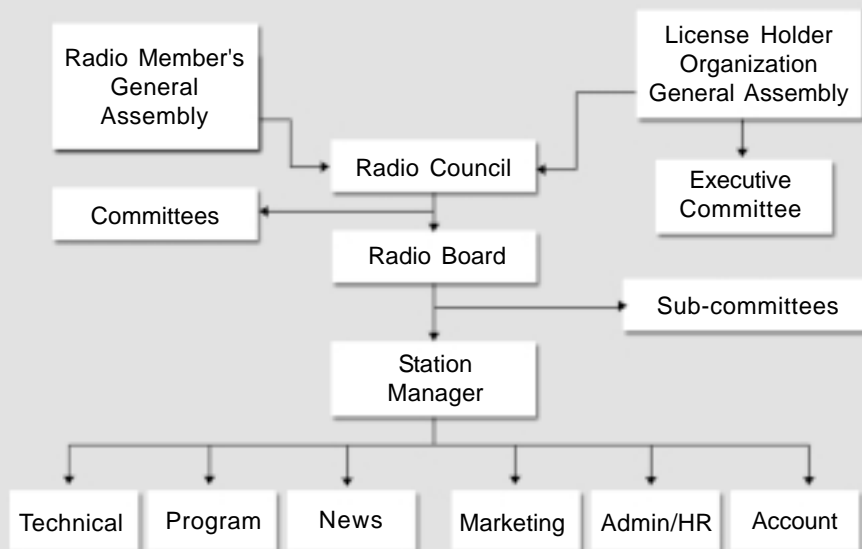 Radio Member's
General
Assembly
License Holder
Organization
General Assembly
Radio Council
Executive
Committee
Committees
Radio Board
Sub-committees
Station
Manager
Technical
Program
News
Marketing
Admin/HR
Account